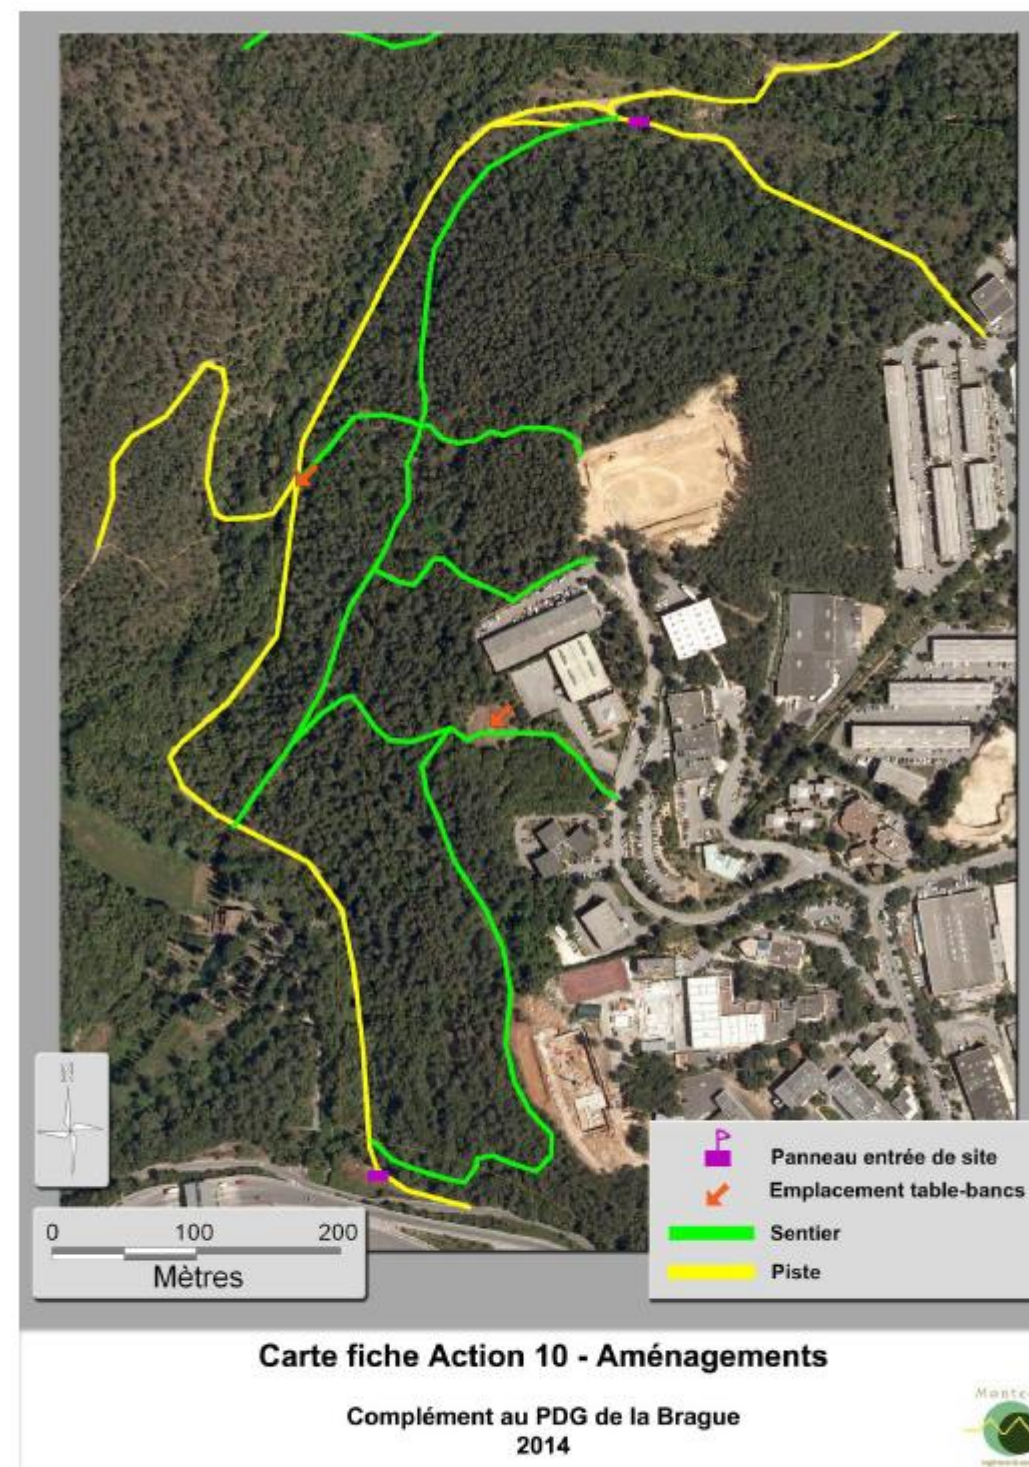 Panneau entrée de site
Emplacement table-bancs
Sentier
Piste
0 100 200
Mètres
Carte fiche Action 10 - Aménagements
Complément au PDG de la Brague
2014